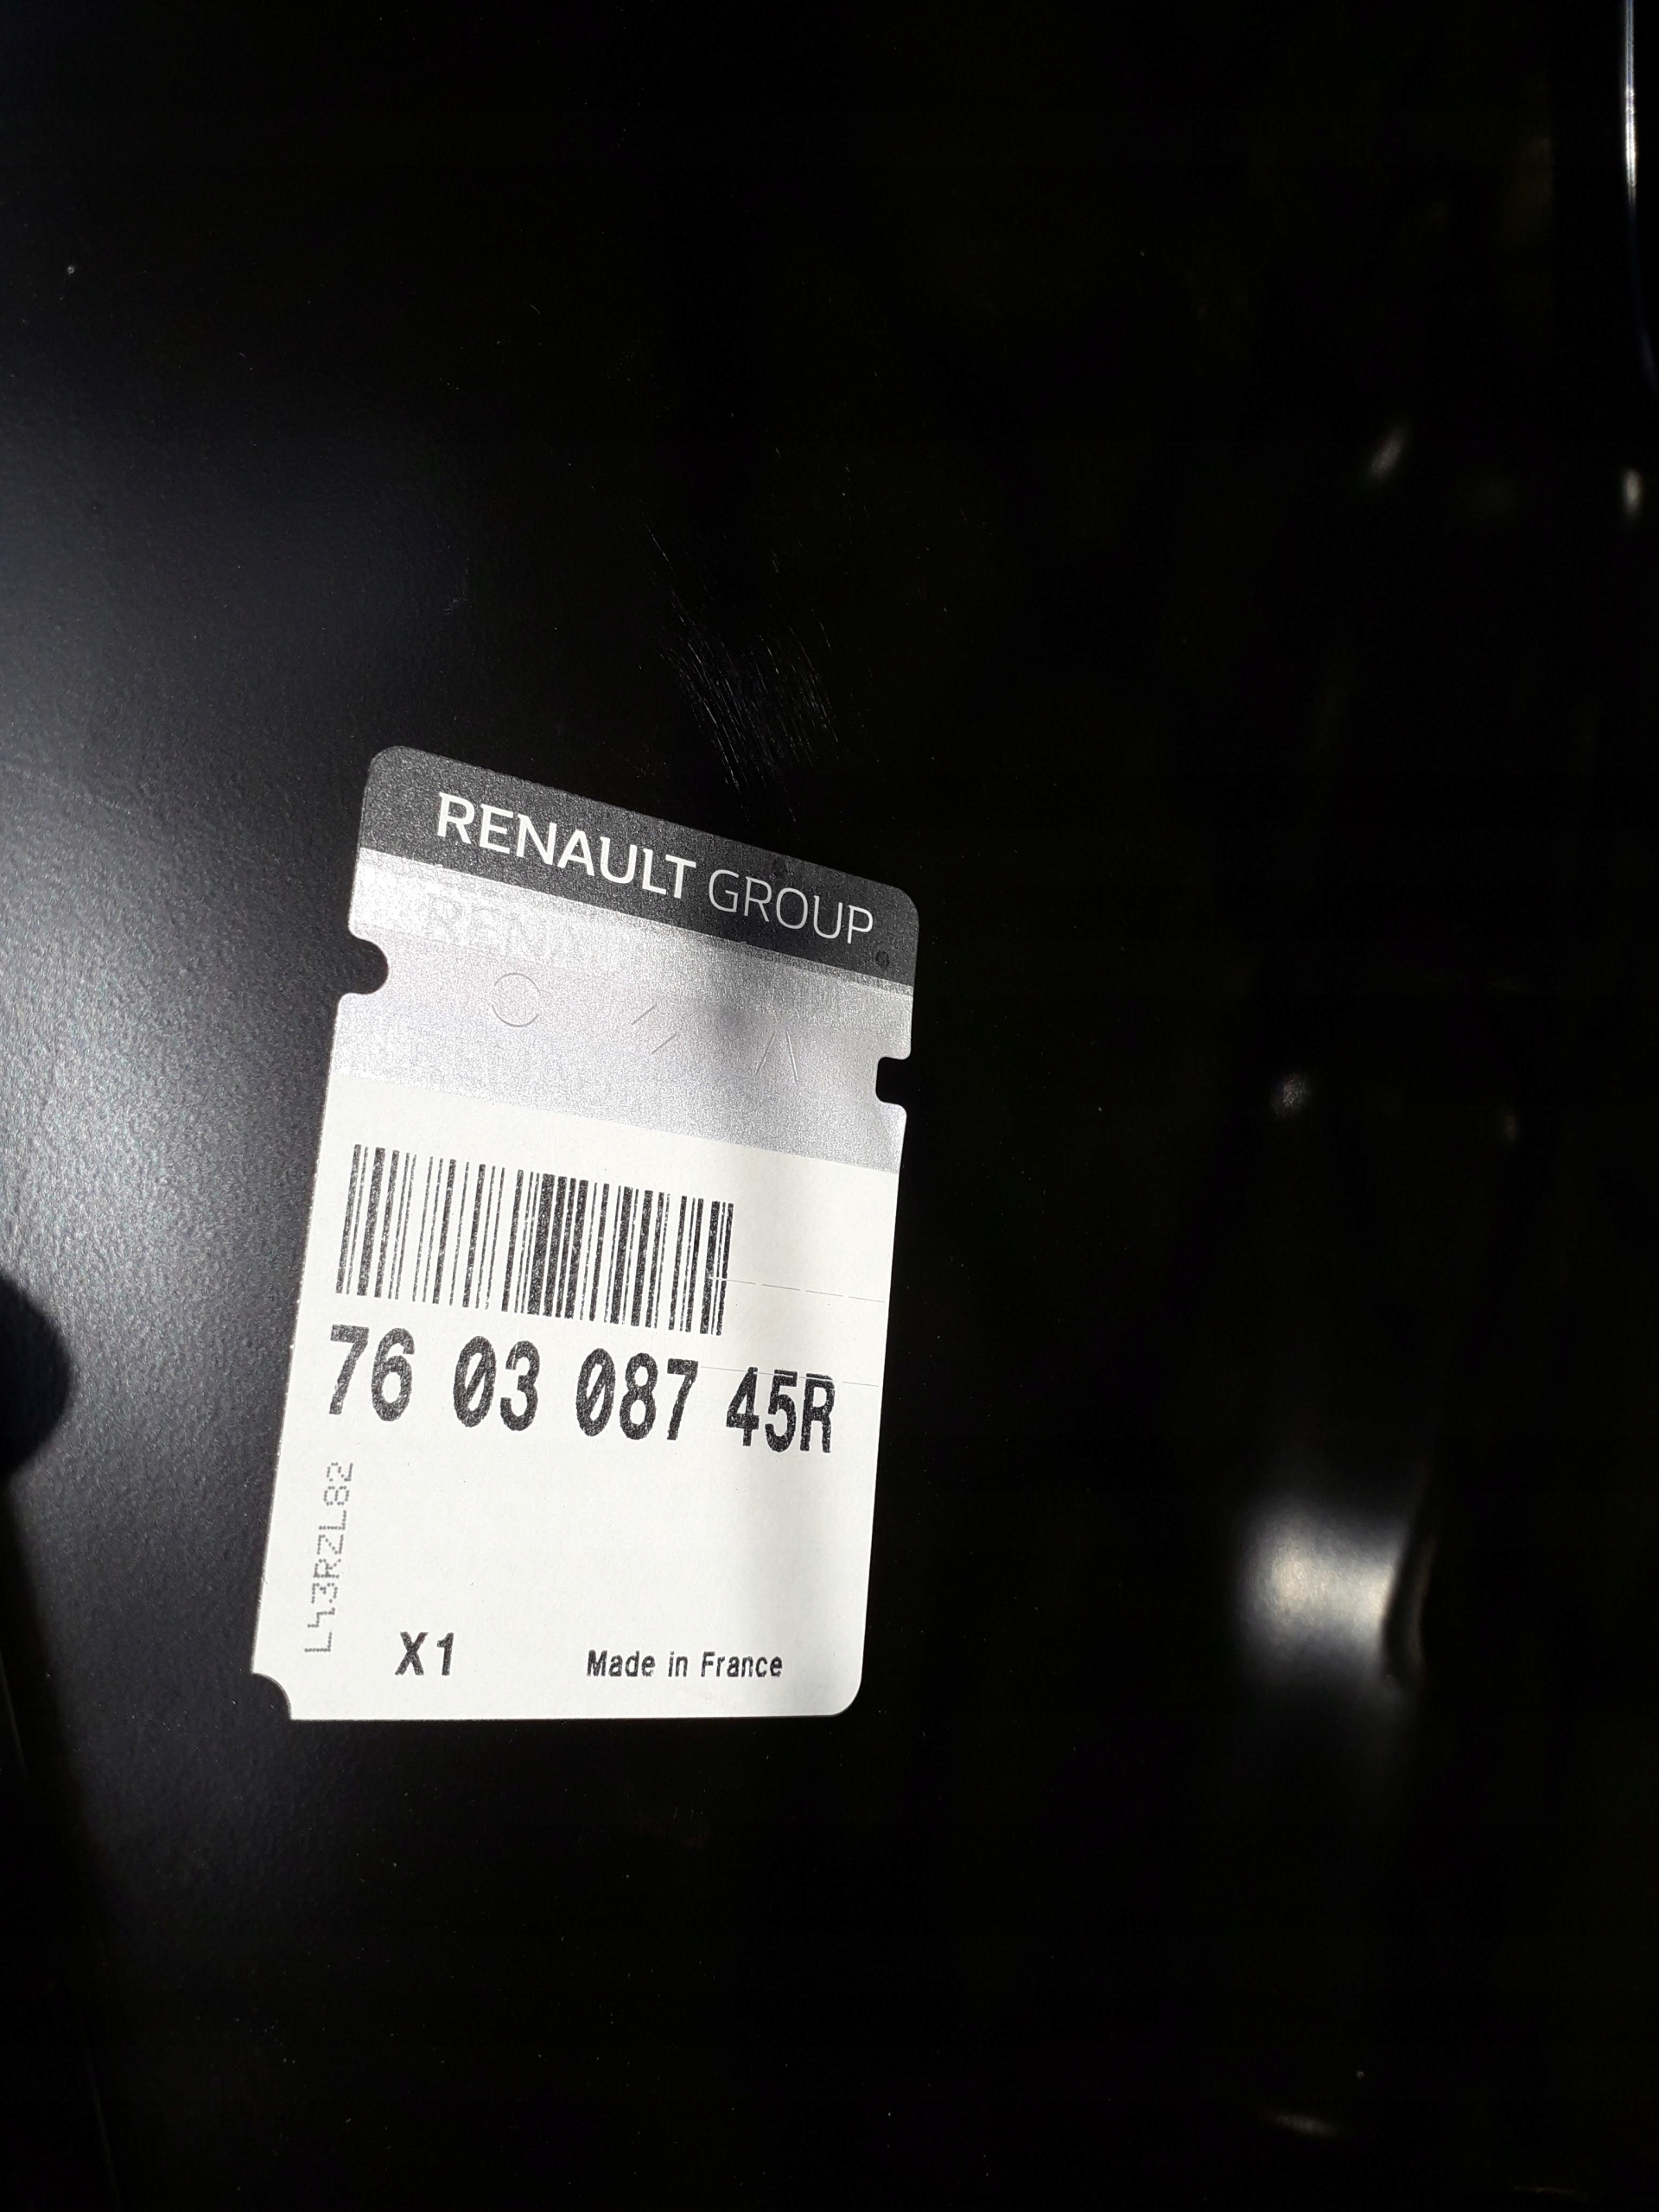 RENAULT GROUP
76 03 087 45R
L43RZL82
X1
Made in France